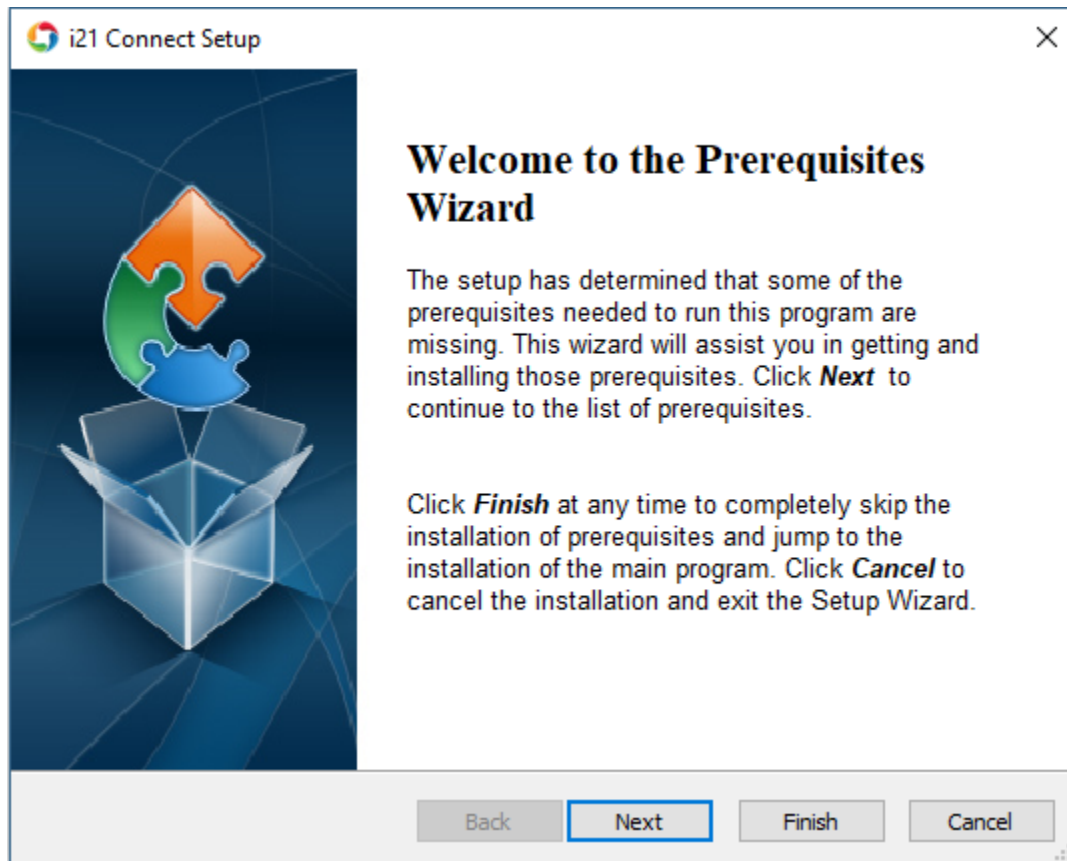 i21 Connect Setup
Welcome to the Prerequisites
Wizard
The setup has determined that some of the
prerequisites needed to run this program are
missing. This wizard will assist you in getting and
installing those prerequisites. Click Next to
continue to the list of prerequisites.
Click Finish at any time to completely skip the
installation of prerequisites and jump to the
installation of the main program. Click Cancel to
cancel the installation and exit the Setup Wizard.
Back Next Finish Cancel